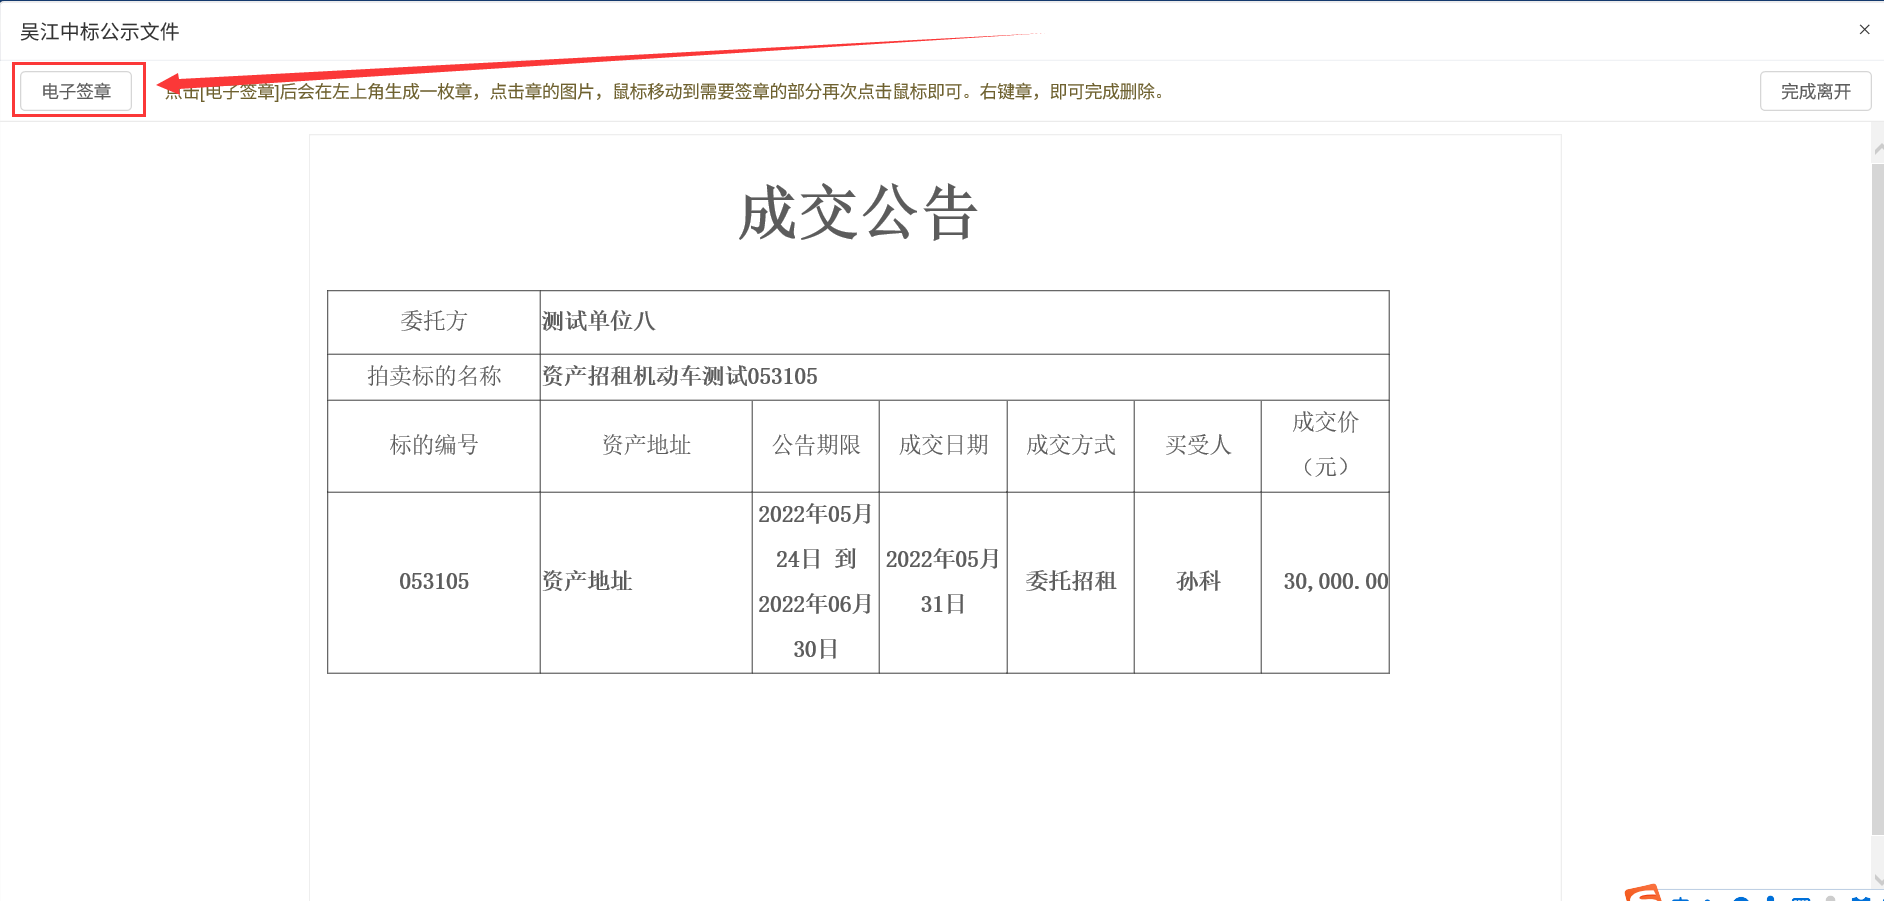 吴江中标公示文件
电子签章
点击[电子签章]后会在左上角生成一枚章，点击章的图片，鼠标移动到需要签章的部分再次点击鼠标即可。右键章，即可完成删除。
完成离开
成交公告
委托方 测试单位八
拍卖标的名称 资产招租机动车测试053105
标的编号 资产地址 公告期限 成交日期 成交方式 买受人 成交价
（元）
053105 资产地址 2022年05月
24日 到
2022年06月
30日
2022年05月
31日
委托招租 孙科 30,000.00